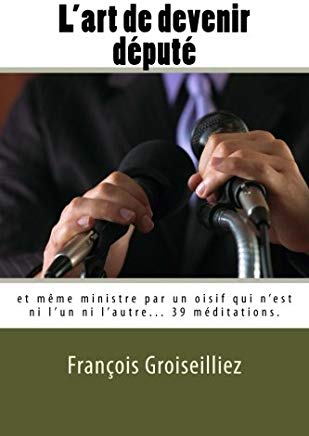 L'art de devenir
député
et même ministre par un oisif qui n'est
ni l'un ni l'autre... 39 méditations.
François Groiseilliez